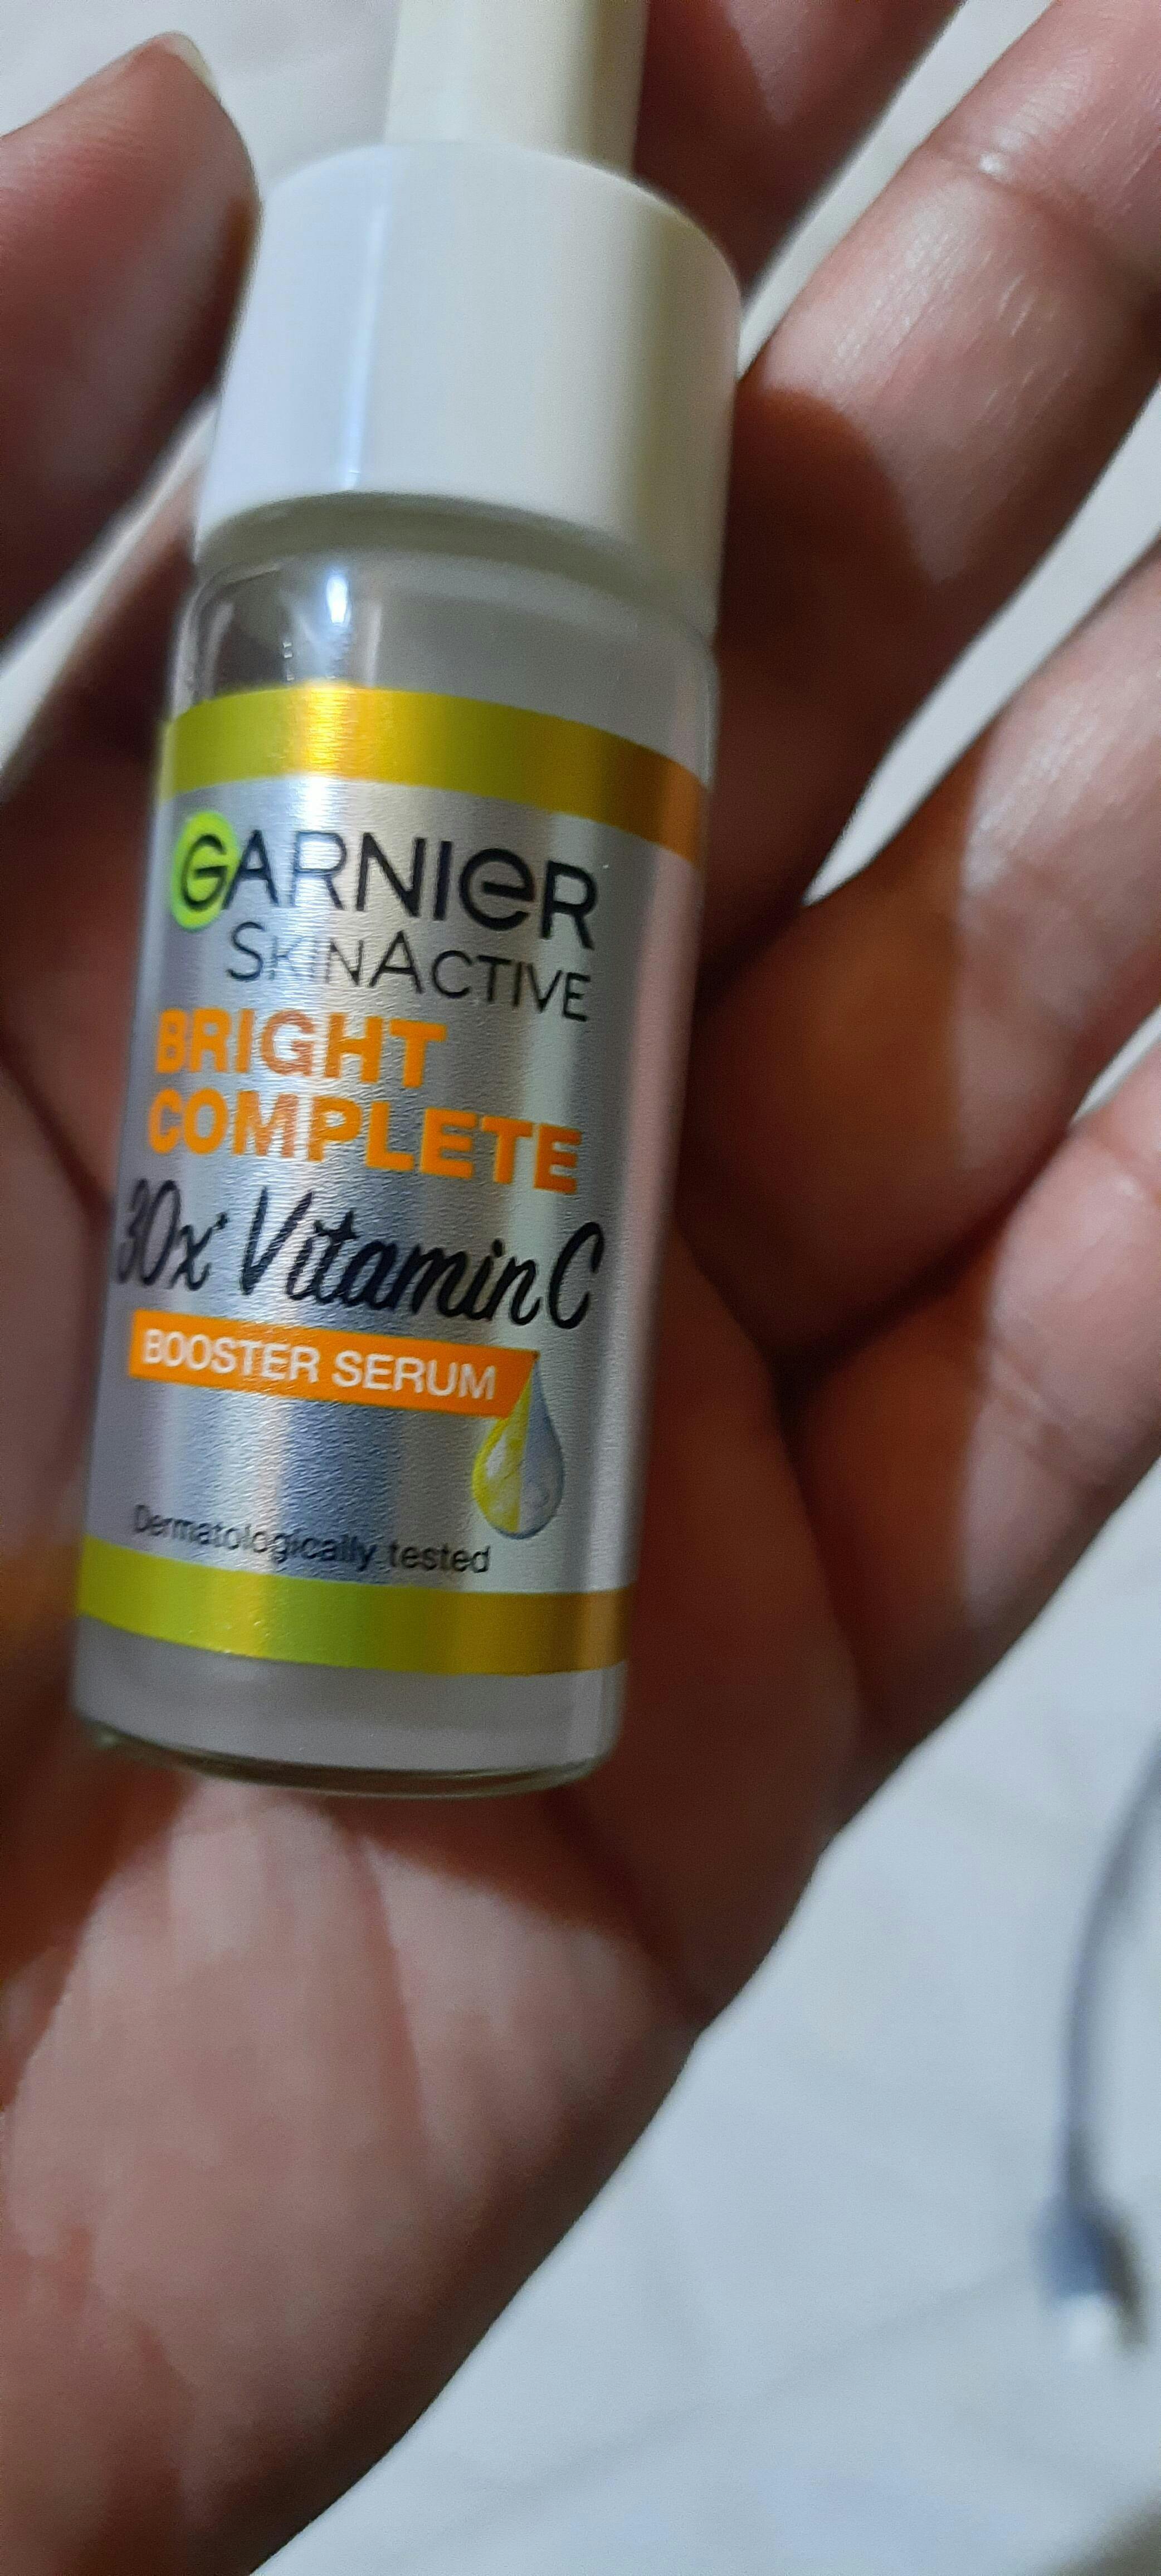 GARNIER
SKINACTIVE
BRIGHT
COMPLETE
30x* Vitamin C
BOOSTER SERUM
Dermatologically tested